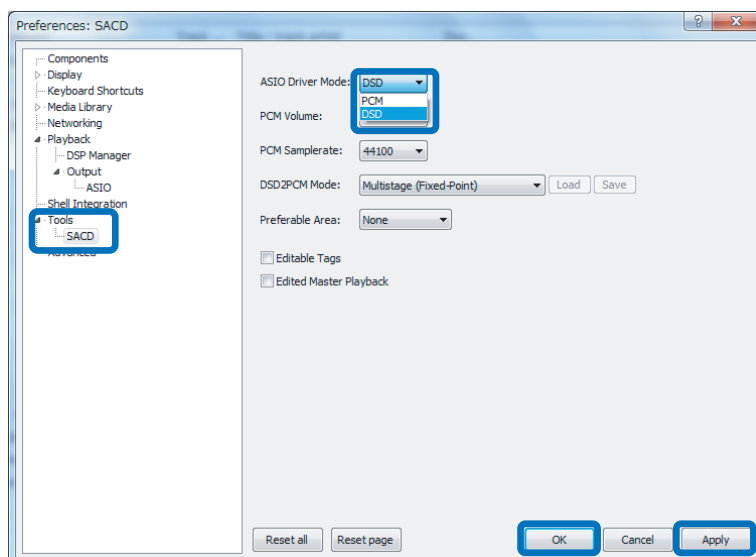 Preferences: SACD
?
Components
Display
Keyboard Shortcuts
Media Library
Networking
Playback
DSP Manager
Output
ASIO
Shell Integration
Tools
SACD
Advanced
ASIO Driver Mode: DSD
PCM
DSD
PCM Volume:
PCM Samplerate: 44100
DSD2PCM Mode: Multistage (Fixed-Point) Load Save
Preferable Area: None
Editable Tags
Edited Master Playback
Reset all Reset page OK Cancel Apply